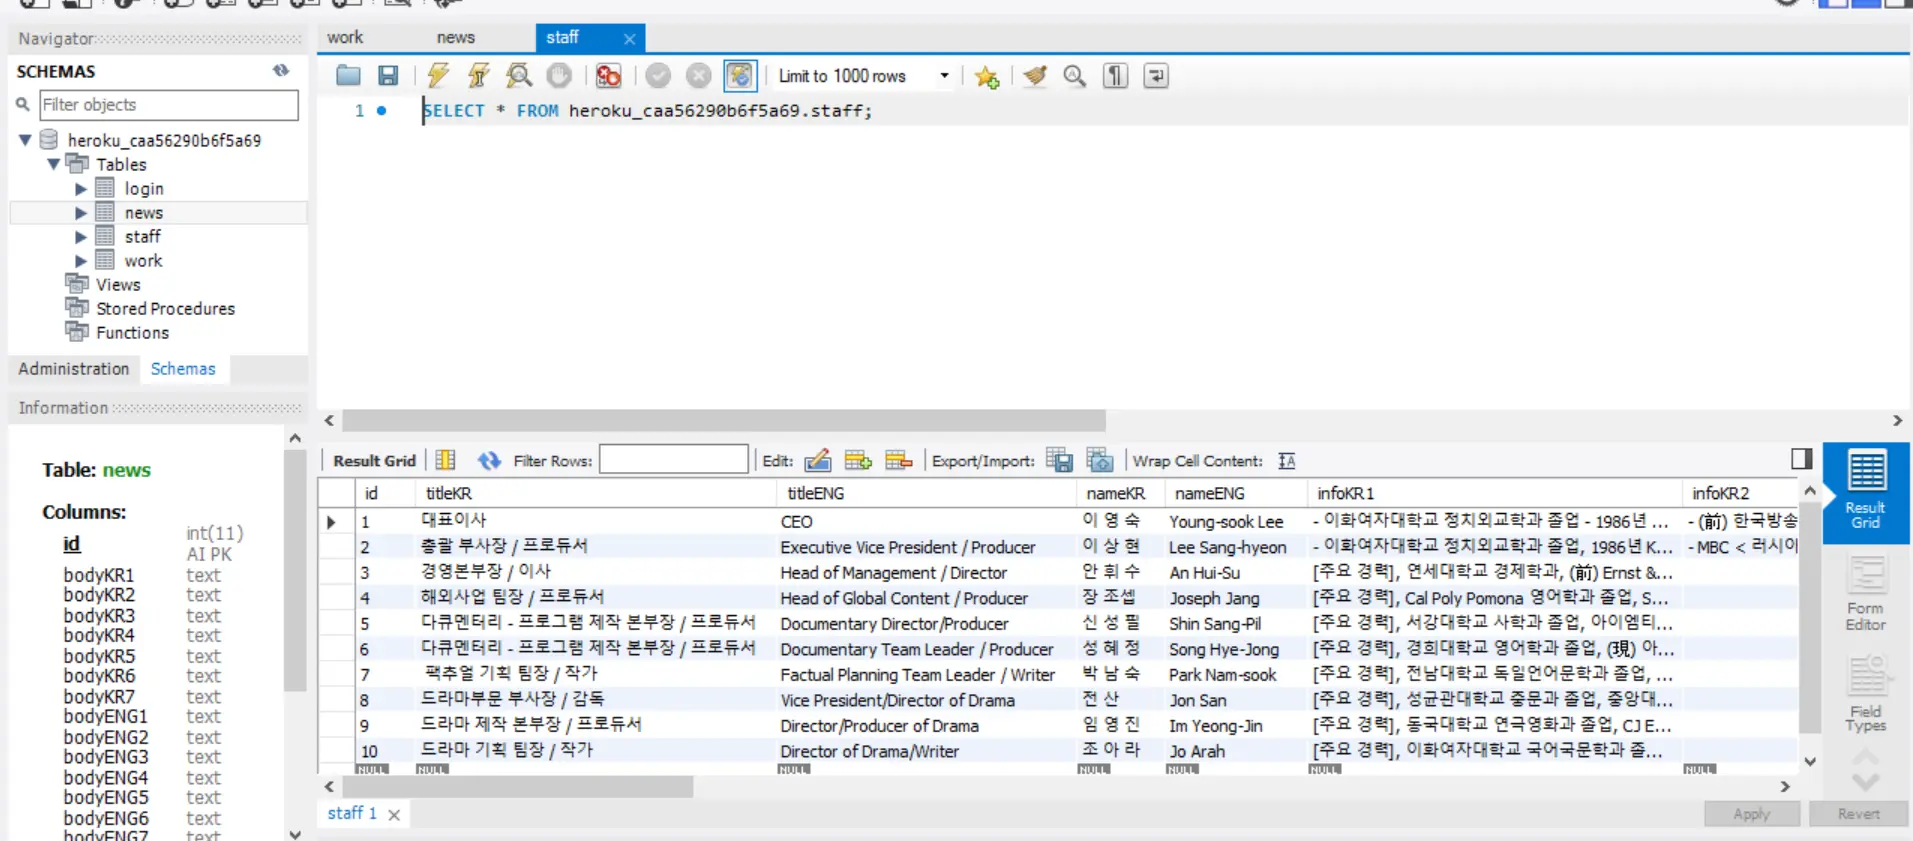 Navigator
work news staff
SCHEMAS
Filter objects
Limit to 1000 rows
1 SELECT * FROM heroku_caa56290b6f5a69.staff;
heroku_caa56290b6f5a69
Tables
login
news
staff
work
Views
Stored Procedures
Functions
Administration Schemas
Information
Table: news
Columns:
id int(11)
AI PK
bodyKR1 text
bodyKR2 text
bodyKR3 text
bodyKR4 text
bodyKR5 text
bodyKR6 text
bodyKR7 text
bodyENG1 text
bodyENG2 text
bodyENG3 text
bodyENG4 text
bodyENG5 text
bodyENG6 text
bodyENG7 text
Result Grid Filter Rows: Edit: Export/Import: Wrap Cell Content:
id titleKR titleENG nameKR nameENG infoKR1 infoKR2
1 대표이사 CEO 이 영 숙 Young-sook Lee - 이화여자대학교 정치외교학과 졸업 - 1986년 ... - (前) 한국방송
2 총괄 부사장 / 프로듀서 Executive Vice President / Producer 이 상 현 Lee Sang-hyeon - 이화여자대학교 정치외교학과 졸업, 1986년 K... - MBC < 러시아
3 경영본부장 / 이사 Head of Management / Director 안 희 수 An Hui-Su [주요 경력], 연세대학교 경제학과, (前) Ernst &...
4 해외사업 팀장 / 프로듀서 Head of Global Content / Producer 장 조셉 Joseph Jang [주요 경력], Cal Poly Pomona 영어학과 졸업, S...
5 다큐멘터리 - 프로그램 제작 본부장 / 프로듀서 Documentary Director/Producer 신 성 필 Shin Sang-Pil [주요 경력], 서강대학교 사학과 졸업, 아이엠티...
6 다큐멘터리 - 프로그램 제작 본부장 / 프로듀서 Documentary Team Leader / Producer 성 혜 정 Song Hye-Jong [주요 경력], 경희대학교 영어학과 졸업, (現) 아...
7 팩추얼 기획 팀장 / 작가 Factual Planning Team Leader / Writer 박 남 숙 Park Nam-sook [주요 경력], 전남대학교 독일언어문학과 졸업, ...
8 드라마부문 부사장 / 감독 Vice President/Director of Drama 전 산 Jon San [주요 경력], 성균관대학교 중문과 졸업, 중앙대...
9 드라마 제작 본부장 / 프로듀서 Director/Producer of Drama 임 영 진 Im Yeong-Jin [주요 경력], 동국대학교 연극영화과 졸업, CJ E...
10 드라마 기획 팀장 / 작가 Director of Drama/Writer 조 아 라 Jo Arah [주요 경력], 이화여자대학교 국어국문학과 졸...
NULL NULL NULL NULL NULL NULL NULL
Result
Grid
Form
Editor
Field
Types
staff 1
Apply Revert